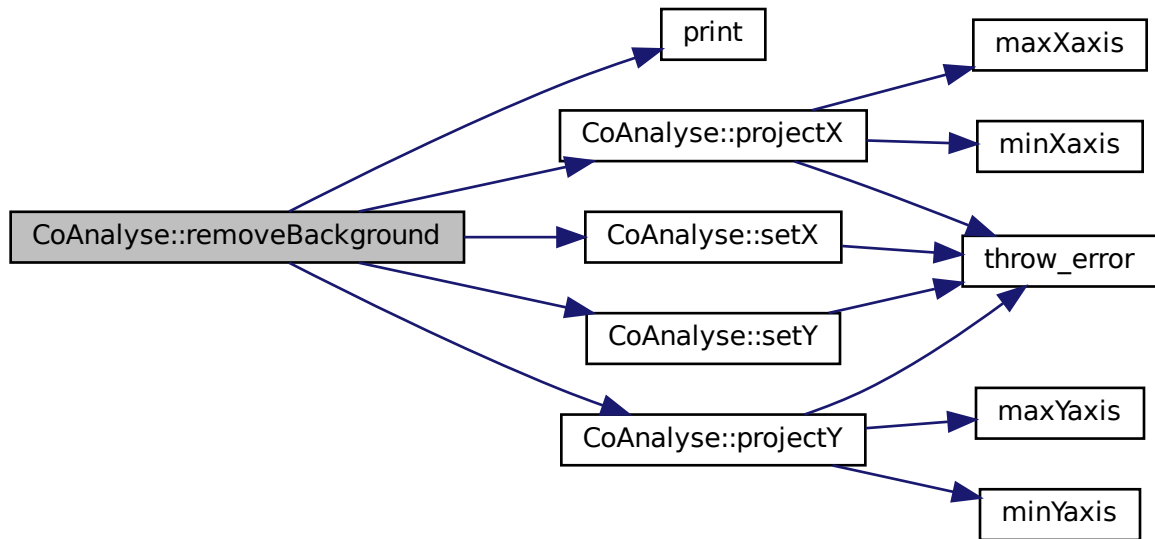 print
maxXaxis
CoAnalyse::projectX
minXaxis
CoAnalyse::removeBackground
CoAnalyse::setX
throw_error
CoAnalyse::setY
maxYaxis
CoAnalyse::projectY
minYaxis